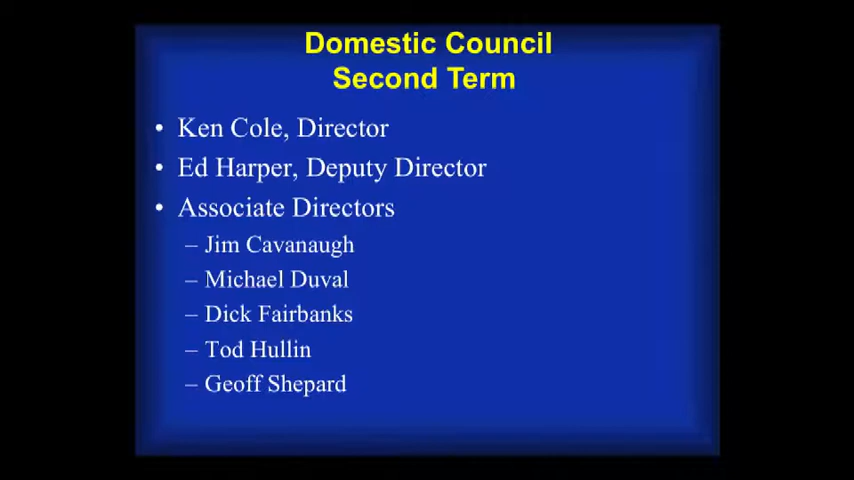 Domestic Council
Second Term
• Ken Cole, Director
• Ed Harper, Deputy Director
• Associate Directors
– Jim Cavanaugh
– Michael Duval
– Dick Fairbanks
– Tod Hullin
– Geoff Shepard